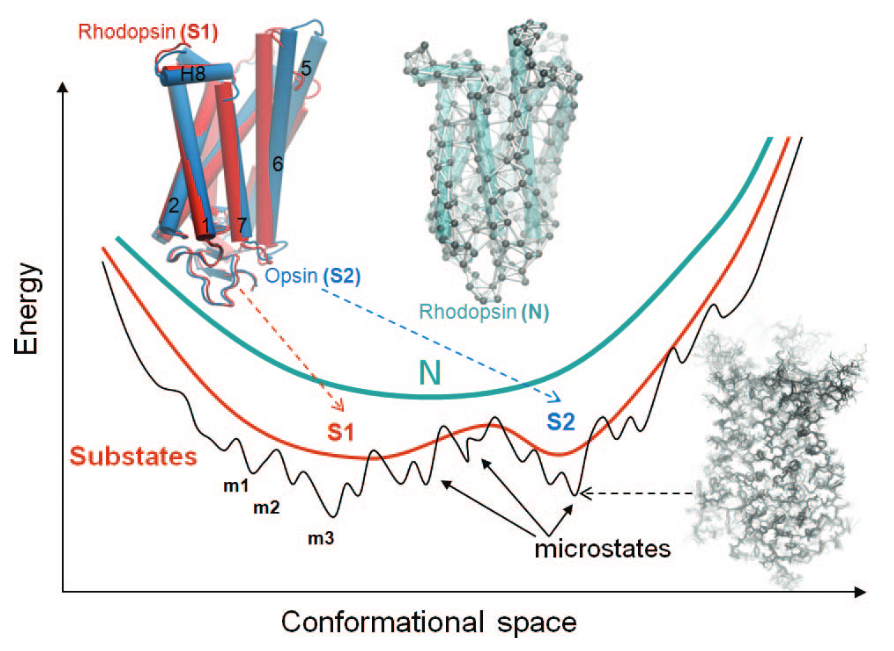 Rhodopsin (S1)
H8
5
6
2
1
7
Opsin (S2)
Rhodopsin (N)
Energy
N
S1
S2
Substates
m1
m2
m3
microstates
Conformational space